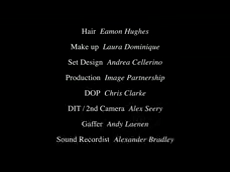 Hair Eamon Hughes
Make up Laura Dominique
Set Design Andrea Cellerino
Production Image Partnership
DOP Chris Clarke
DIT / 2nd Camera Alex Seery
Gaffer Andy Laenen
Sound Recordist Alexander Bradley